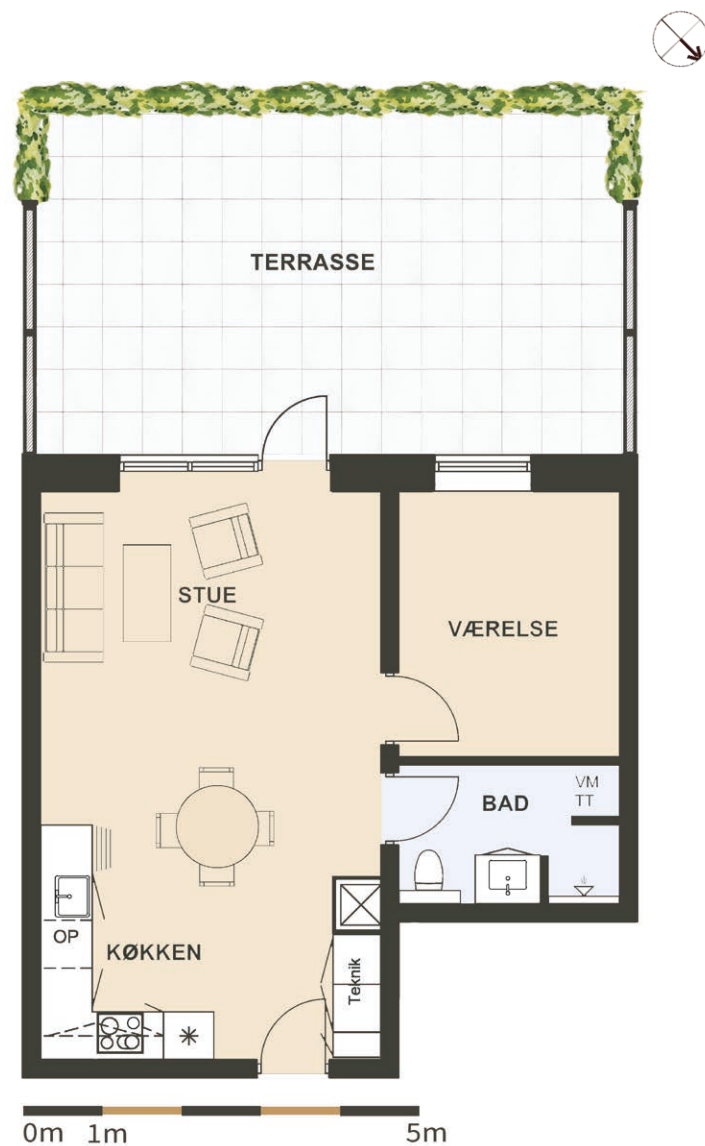 TERRASSE
STUE
VÆRELSE
VM
TT
BAD
OP
KØKKEN
Teknik
0m 1m 5m